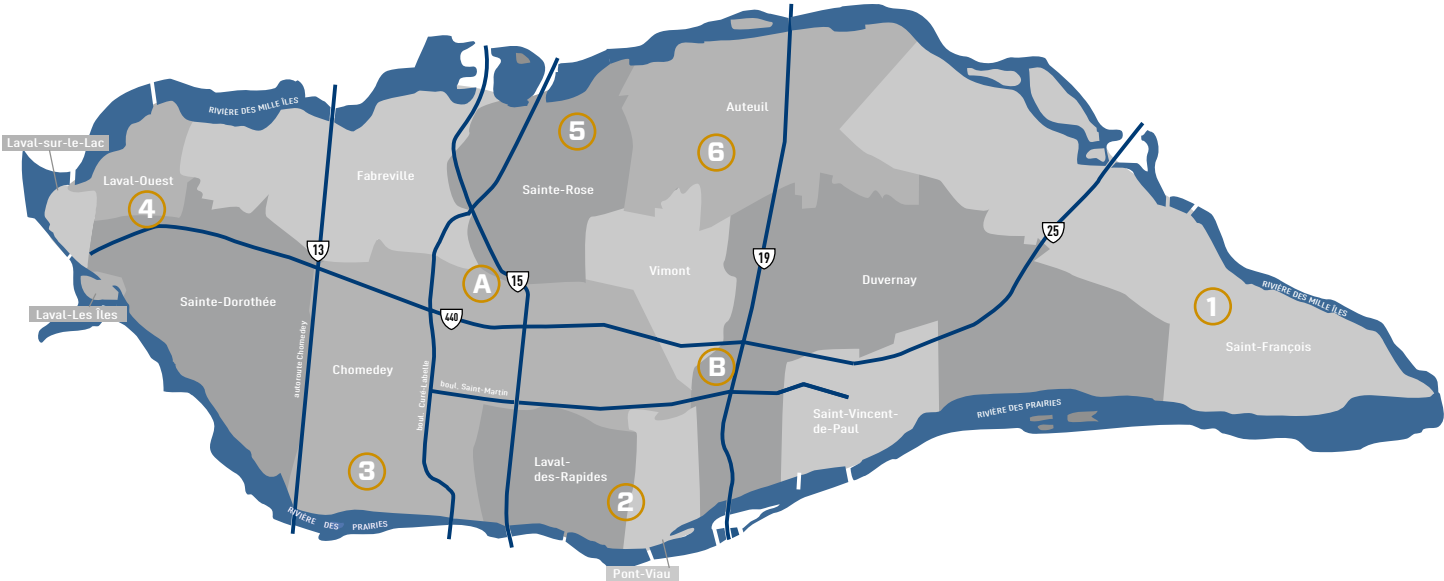 RIVIÈRE DES MILLE ÎLES
Auteuil
5
6
Laval-sur-le-Lac
Laval-Ouest
Fabreville
Sainte-Rose
4
25
13
19
Vimont
A
15
Duvernay
Sainte-Dorothée
RIVIÈRE DES MILLE ÎLES
1
Laval-Les Îles
440
Saint-François
autoroute Chomedey
Chomedey
B
boul. Curé-Labelle
boul. Saint-Martin
Saint-Vincent-
de-Paul
RIVIÈRE DES PRAIRIES
3
Laval-
des-Rapides
2
RIVIÈRE DES PRAIRIES
Pont-Viau